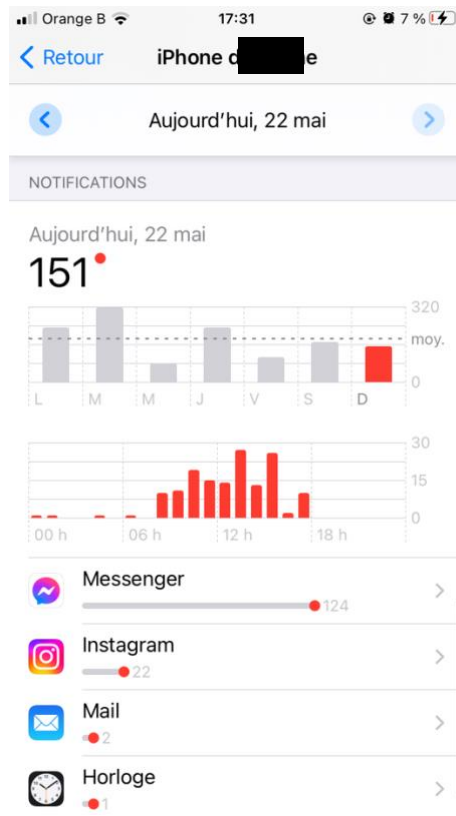 Orange B 17:31 7 %
Retour iPhone d e
Aujourd'hui, 22 mai
NOTIFICATIONS
Aujourd'hui, 22 mai
151
320
moy.
0
L M M J V S D
30
15
0
00 h 06 h 12 h 18 h
Messenger
124
Instagram
22
Mail
2
Horloge
1